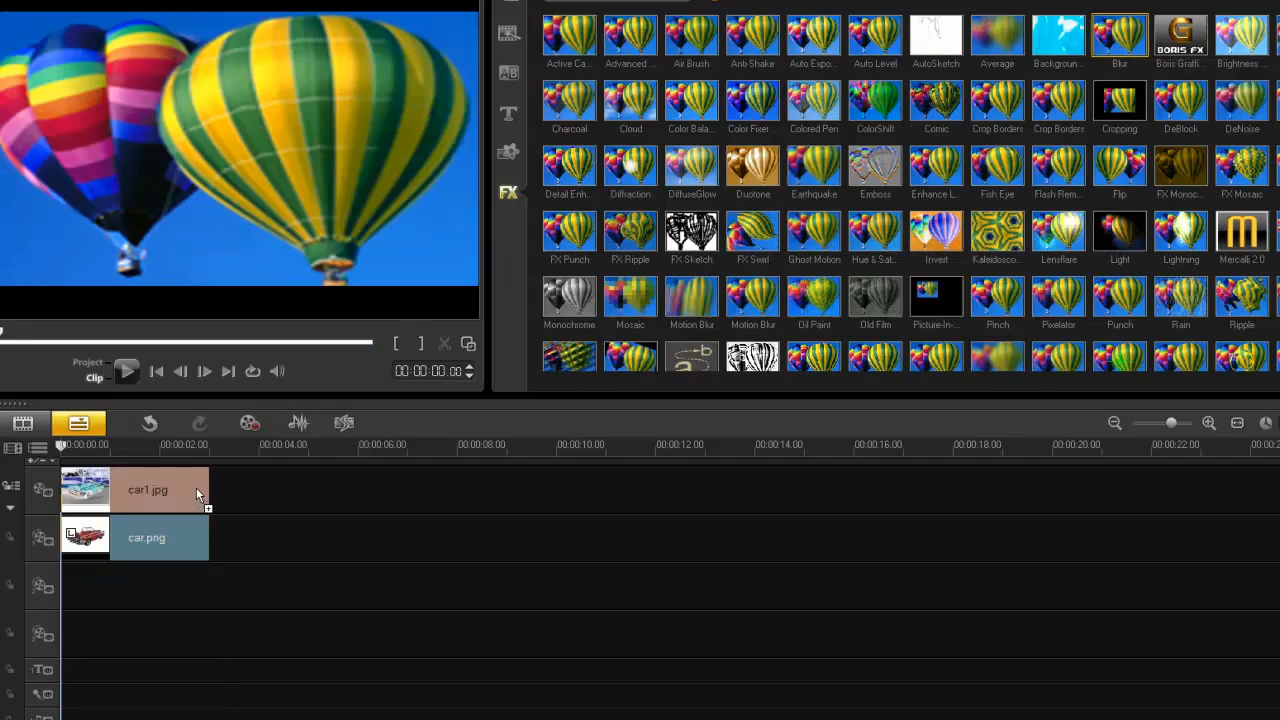 Active Ca...
Advanced ...
Air Brush
Anti-Shake
Auto Expo...
Auto Level
AutoSketch
Average
Backgroun...
Blur
G
BORIS FX
Boris Graffi...
Brightness ...
AB
Charcoal
Cloud
Color Bala...
Color Fixer ...
Colored Pen
ColorShift
Comic
Crop Borders
Crop Borders
Cropping
DeBlock
DeNoise
T
Detail Enh...
Diffraction
DiffuseGlow
Duotone
Earthquake
Emboss
Enhance L...
Fish Eye
Flash Rem...
Flip
FX Monoc...
FX Mosaic
FX
FX Punch
FX Ripple
FX Sketch
FX Swirl
Ghost Motion
Hue & Sat...
Invert
Kaleidosco...
Lensflare
Light
Lightning
m
Mercalli 2.0
Monochrome
Mosaic
Motion Blur
Motion Blur
Oil Paint
Old Film
Picture-In-...
Pinch
Pixelator
Punch
Rain
Ripple
b
a
Project
Clip
00:00:00.00
00:00:00.00
00:00:02.00
00:00:04.00
00:00:06.00
00:00:08.00
00:00:10.00
00:00:12.00
00:00:14.00
00:00:16.00
00:00:18.00
00:00:20.00
00:00:22.00
car1.jpg
car.png
1T